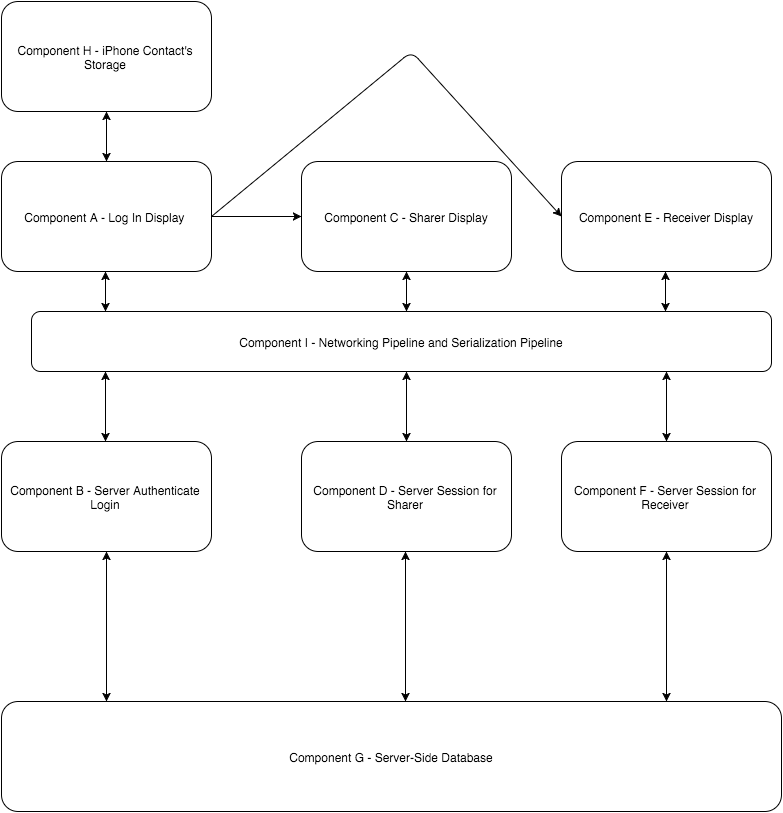 Component H - iPhone Contact's
Storage
Component A - Log In Display
Component C - Sharer Display
Component E - Receiver Display
Component I - Networking Pipeline and Serialization Pipeline
Component B - Server Authenticate
Login
Component D - Server Session for
Sharer
Component F - Server Session for
Receiver
Component G - Server-Side Database